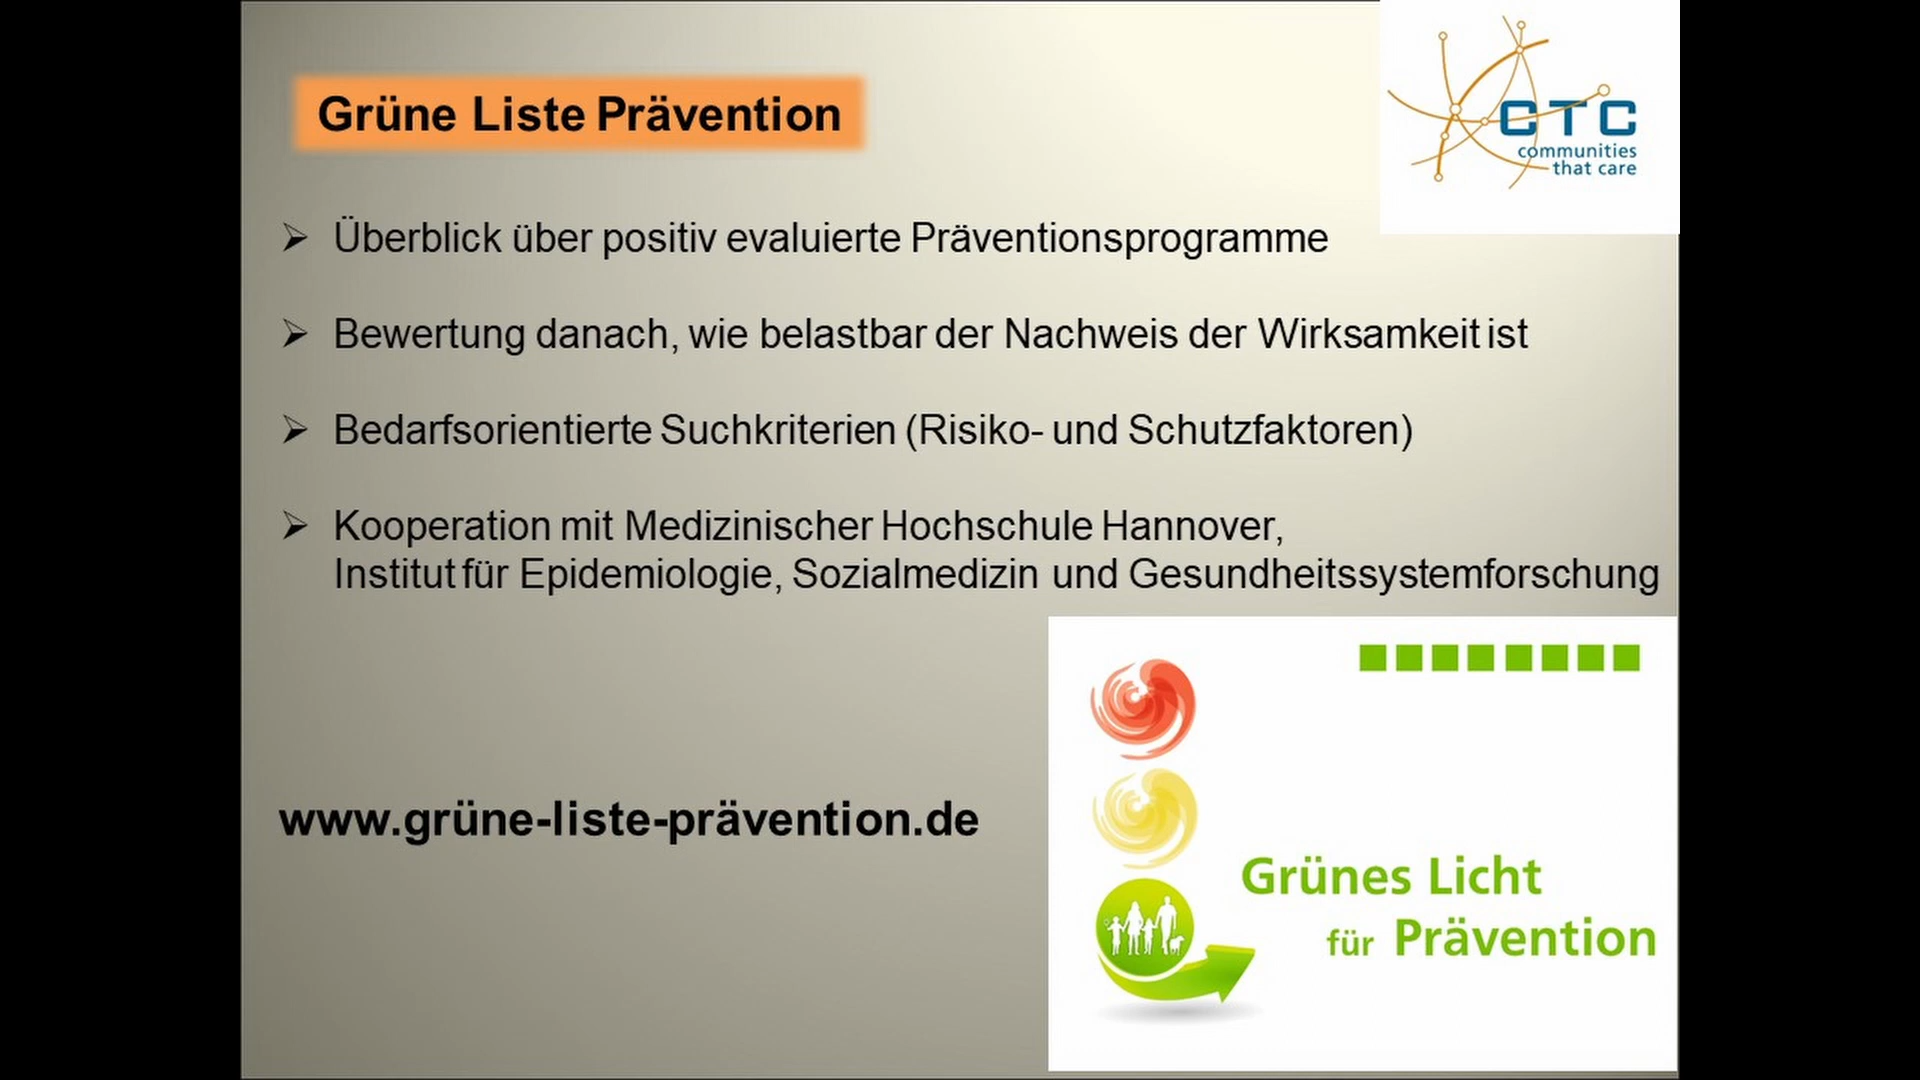 Grüne Liste Prävention
CTC
communities
that care
Überblick über positiv evaluierte Präventionsprogramme
Bewertung danach, wie belastbar der Nachweis der Wirksamkeit ist
Bedarfsorientierte Suchkriterien (Risiko- und Schutzfaktoren)
Kooperation mit Medizinischer Hochschule Hannover,
Institut für Epidemiologie, Sozialmedizin und Gesundheitssystemforschung
www.grüne-liste-prävention.de
Grünes Licht
für Prävention